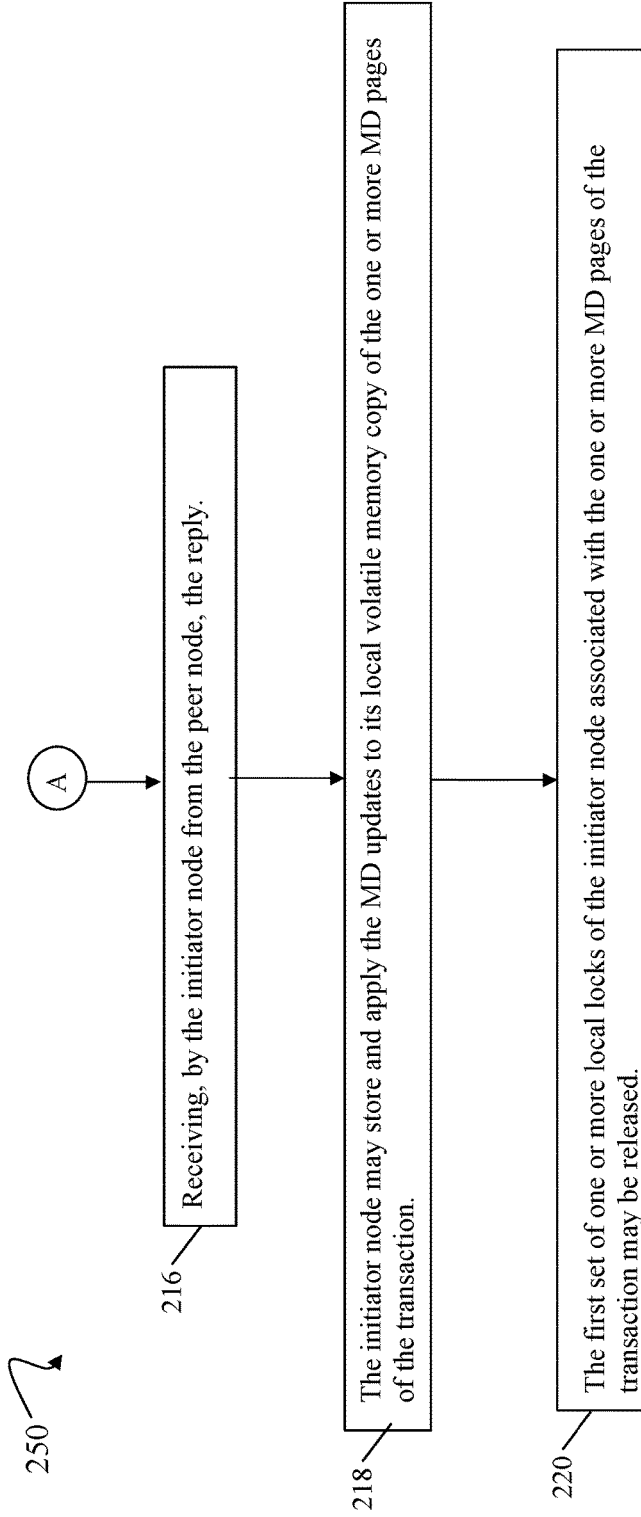 250
A
216
Receiving, by the initiator node from the peer node, the reply.
218
The initiator node may store and apply the MD updates to its local volatile memory copy of the one or more MD pages
of the transaction.
220
The first set of one or more local locks of the initiator node associated with the one or more MD pages of the
transaction may be released.